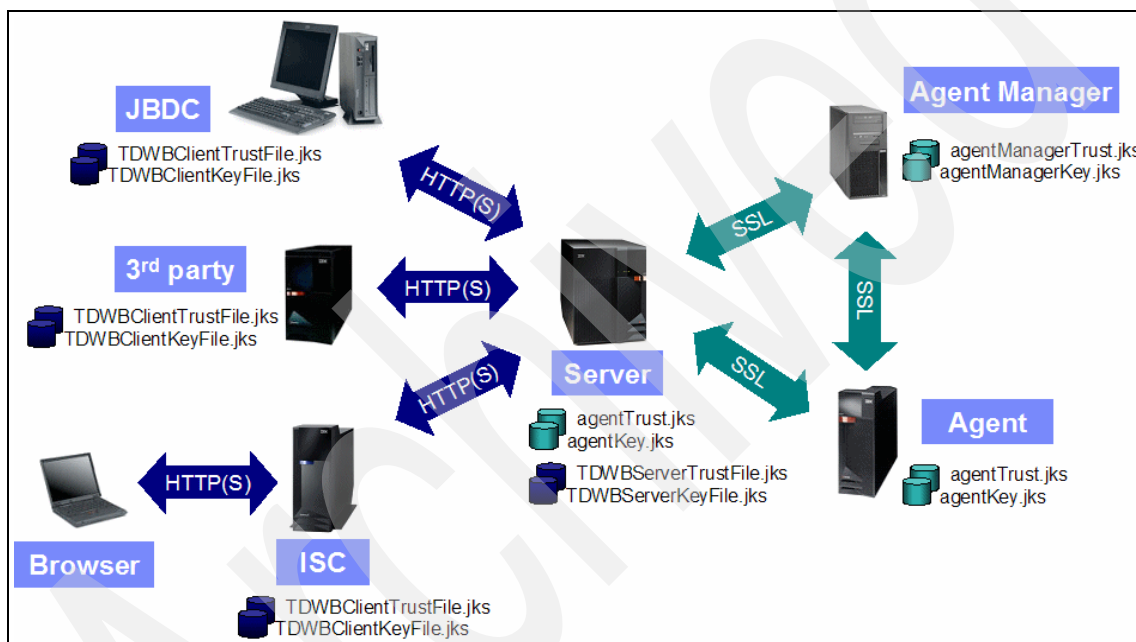 JBDC
TDWBClientTrustFile.jks
TDWBClientKeyFile.jks
HTTP(S)
Agent Manager
agentManagerTrust.jks
agentManagerKey.jks
SSL
3rd party
TDWBClientTrustFile.jks
TDWBClientKeyFile.jks
HTTP(S)
SSL
Server
agentTrust.jks
agentKey.jks
TDWBServerTrustFile.jks
TDWBServerKeyFile.jks
HTTP(S)
SSL
Agent
agentTrust.jks
agentKey.jks
Browser
HTTP(S)
ISC
TDWBClientTrustFile.jks
TDWBClientKeyFile.jks